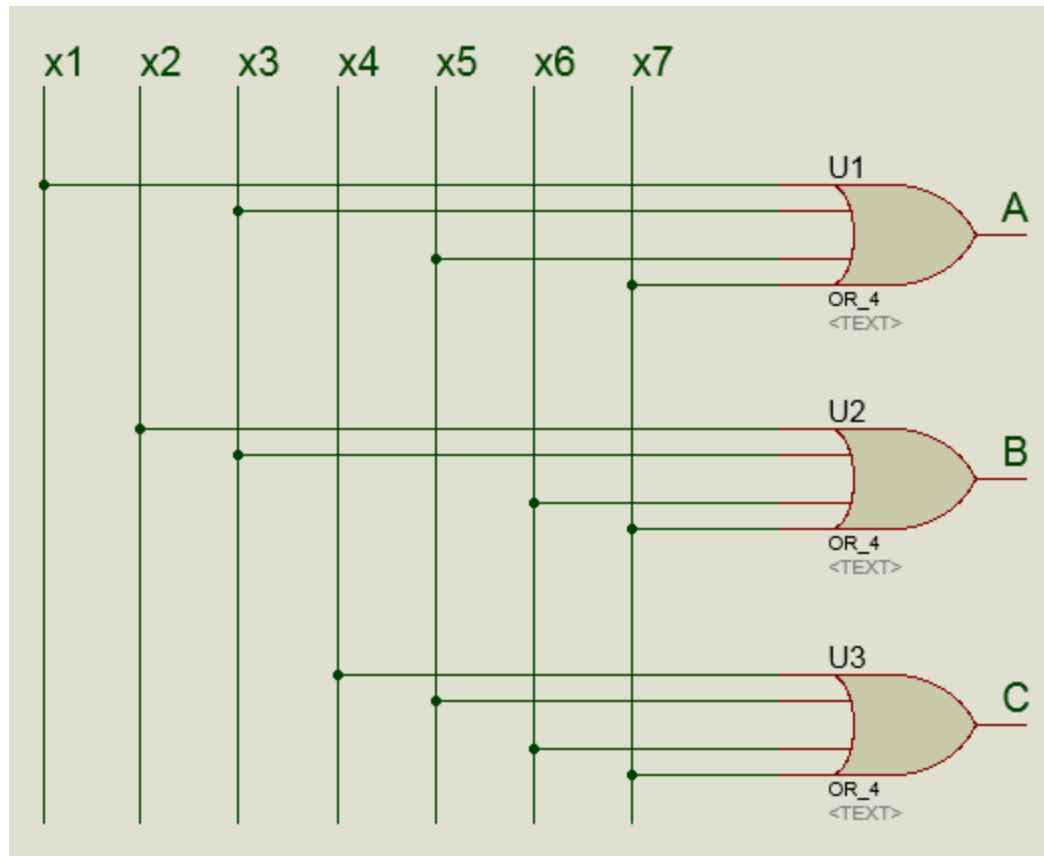 x1 x2 x3 x4 x5 x6 x7
U1
A
OR_4
<TEXT>
U2
B
OR_4
<TEXT>
U3
C
OR_4
<TEXT>